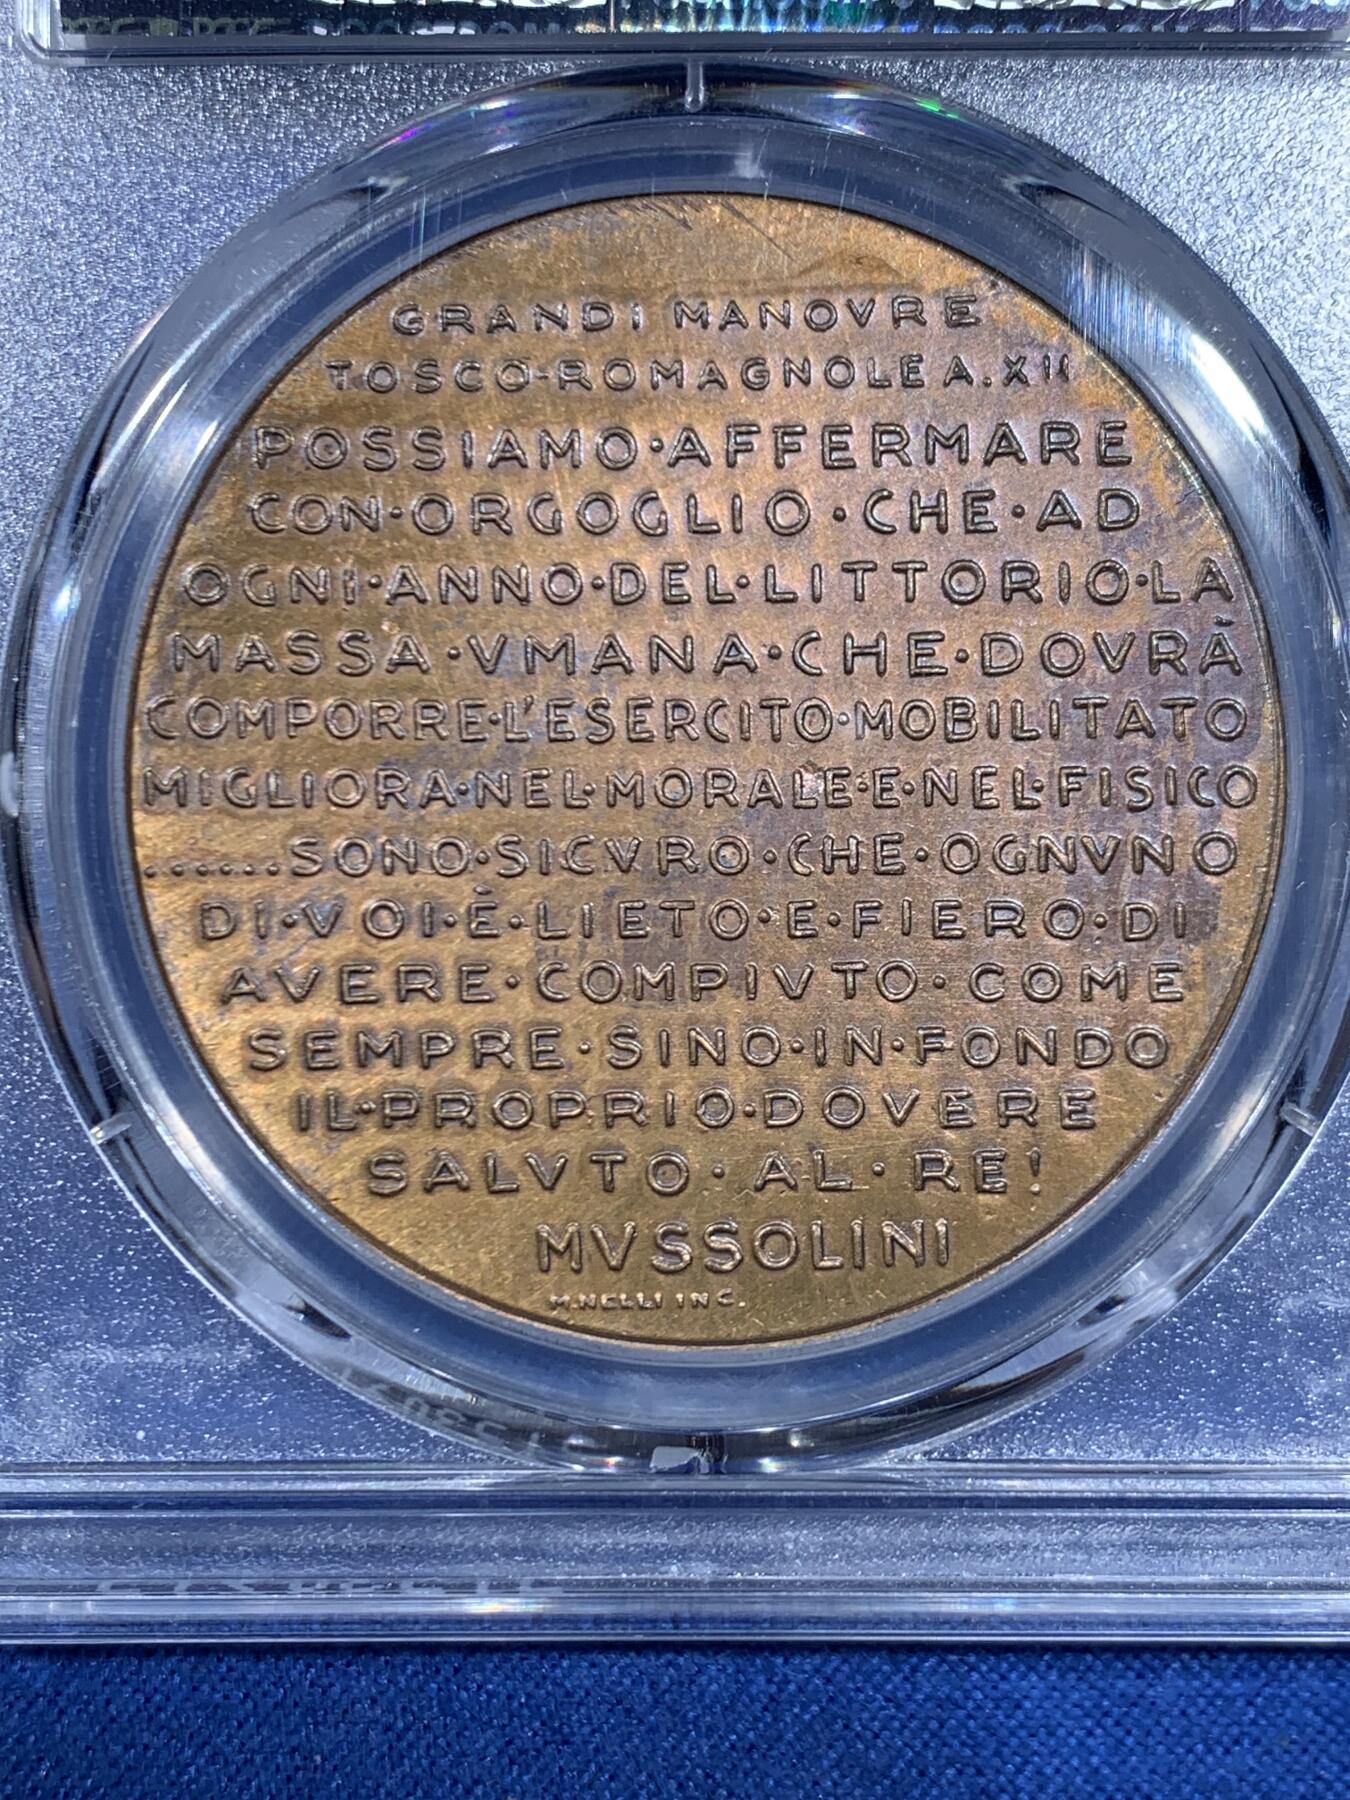 GRANDI MANOVRE
TOSCO-ROMAGNOLE A.XII
POSSIAMO·AFFERMARE
CON·ORGOGLIO·CHE·AD
OGNI·ANNO·DEL·LITTORIO·LA
MASSA·VMANA·CHE·DOVRÀ
COMPORRE·L'ESERCITO·MOBILITATO
MIGLIORA·NEL·MORALE·E·NEL·FISICO
......SONO·SICVRO·CHE·OGNVNO
DI·VOI·È·LIETO·E·FIERO·DI
AVERE·COMPIVTO·COME
SEMPRE·SINO·IN·FONDO
IL·PROPRIO·DOVERE
SALVTO·AL·RE!
MVSSOLINI
M.NELLI INC.